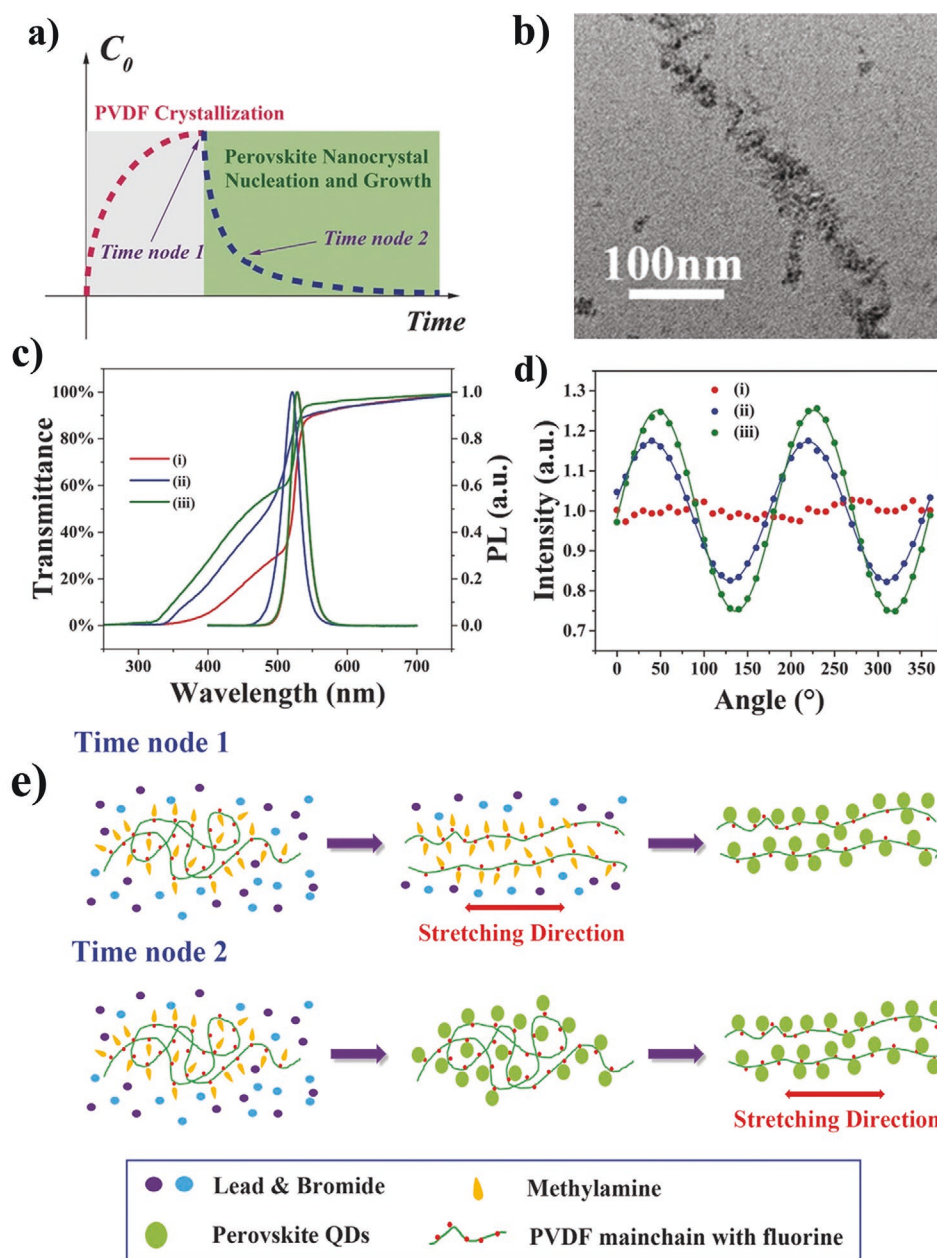 a)
C₀
PVDF Crystallization
Perovskite Nanocrystal
Nucleation and Growth
Time node 1
Time node 2
Time
b)
100nm
c)
100%
80%
60%
40%
20%
0%
Transmittance
(i)
(ii)
(iii)
1.0
0.8
0.6
0.4
0.2
0.0
PL (a.u.)
300 400 500 600 700
Wavelength (nm)
d)
1.3
1.2
1.1
1.0
0.9
0.8
0.7
Intensity (a.u.)
(i)
(ii)
(iii)
0 50 100 150 200 250 300 350
Angle (°)
Time node 1
e)
Stretching Direction
Time node 2
Stretching Direction
Lead & Bromide
Methylamine
Perovskite QDs
PVDF mainchain with fluorine